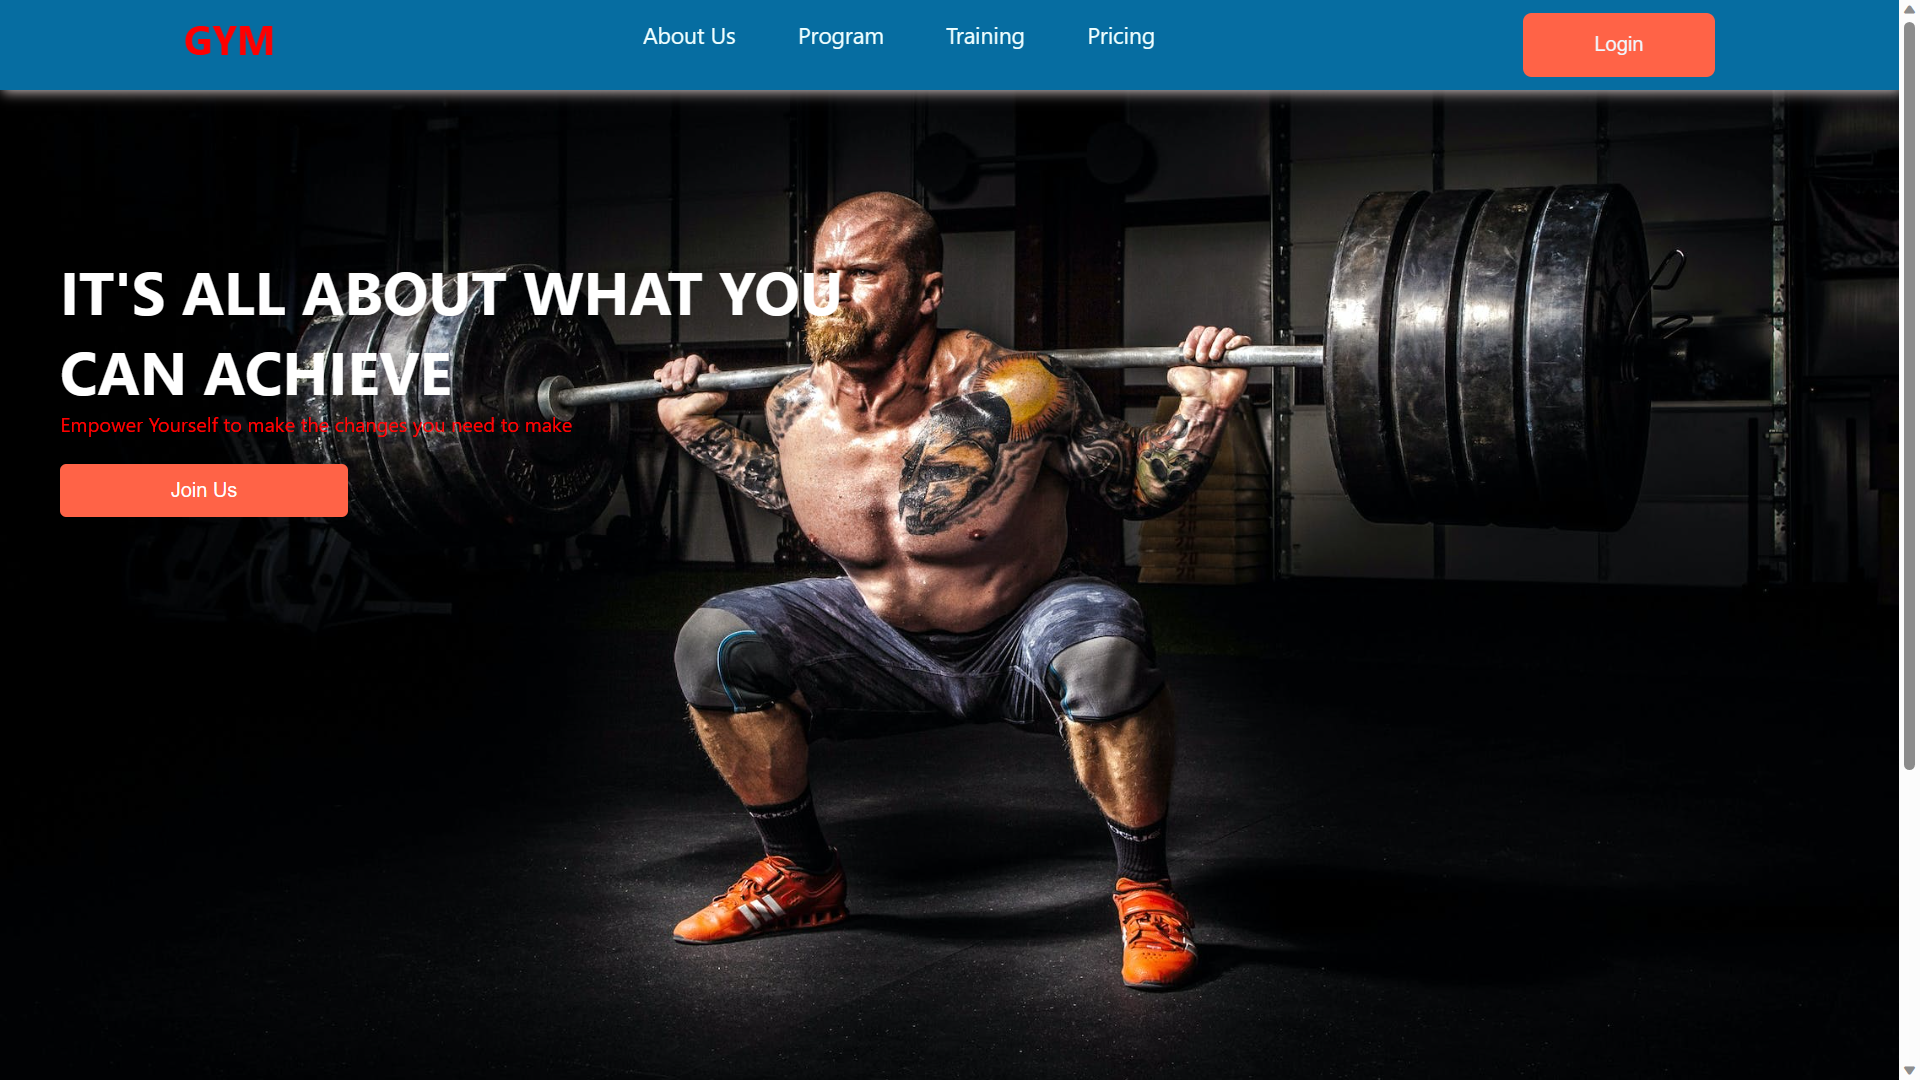 GYM
About Us
Program
Training
Pricing
Login
IT'S ALL ABOUT WHAT YOU
CAN ACHIEVE
Empower Yourself to make the changes you need to make
Join Us